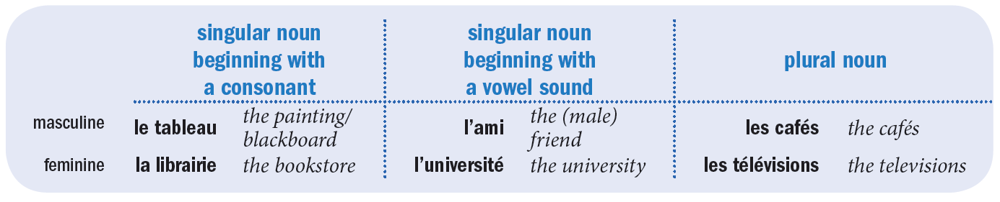 singular noun
beginning with
a consonant
singular noun
beginning with
a vowel sound
plural noun
masculine le tableau the painting/
blackboard l’ami the (male)
friend les cafés the cafés
feminine la librairie the bookstore l’université the university les télévisions the televisions